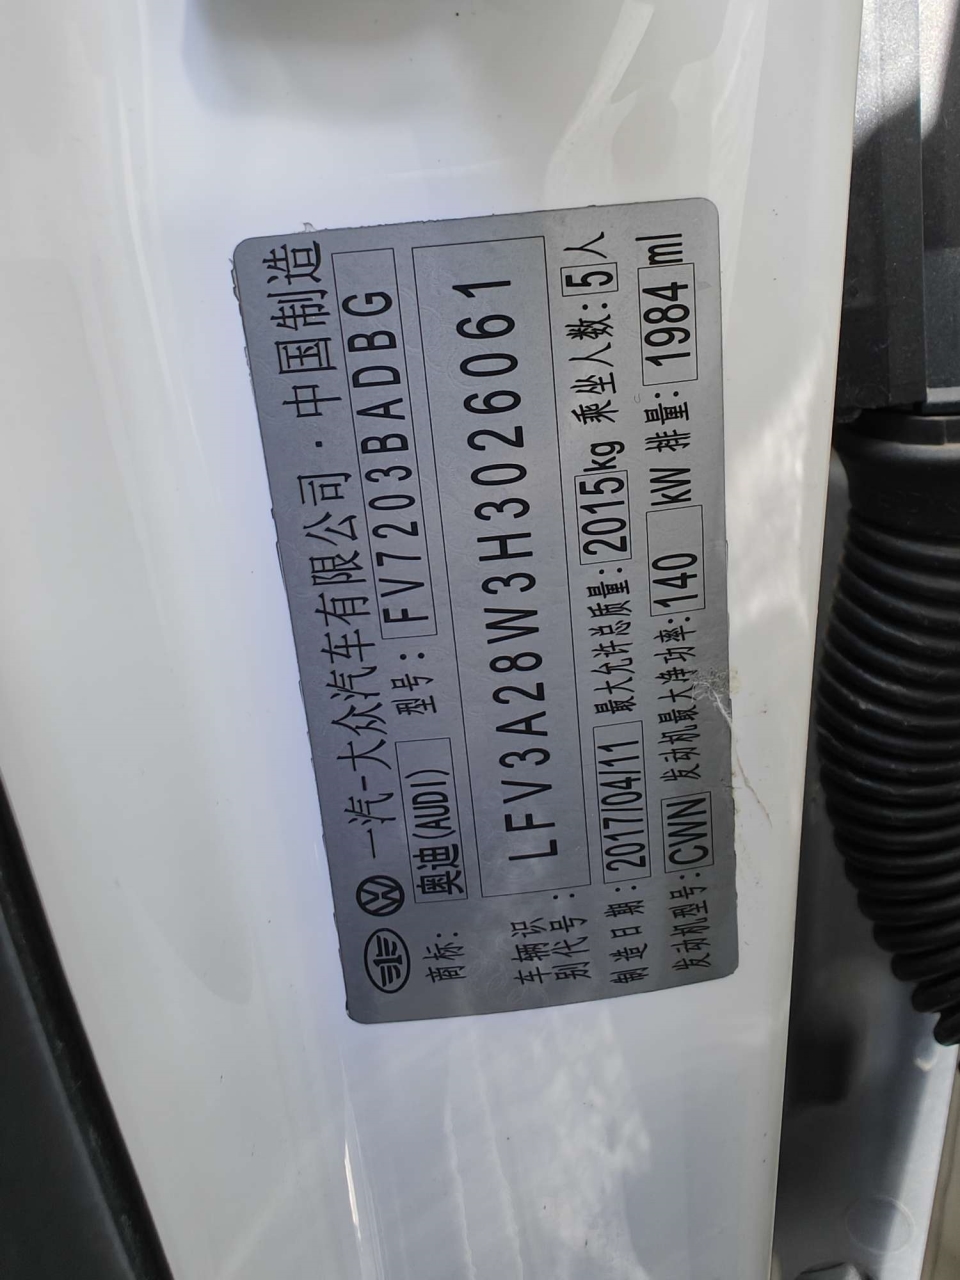 一汽-大众汽车有限公司·中国制造
商标: 奥迪(AUDI) 型号: FV7203BADBG
车辆识别代号: LFV3A28W3H3026061
制造日期: 2017/04/11 最大允许总质量: 2015kg 乘坐人数: 5人
发动机型号: CWN 发动机最大净功率: 140 kW 排量: 1984 ml